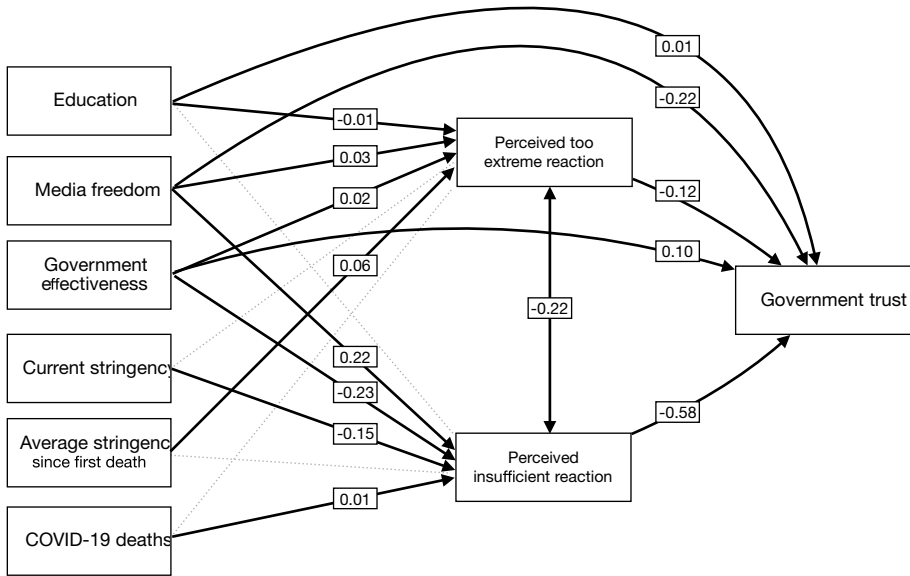 0.01
Education
-0.22
-0.01
Perceived too
extreme reaction
0.03
Media freedom
-0.12
0.02
Government
effectiveness
0.06
0.10
Government trust
-0.22
Current stringency
0.22
-0.23
-0.15
-0.58
Average stringenc
since first death
Perceived
insufficient reaction
0.01
COVID-19 deaths